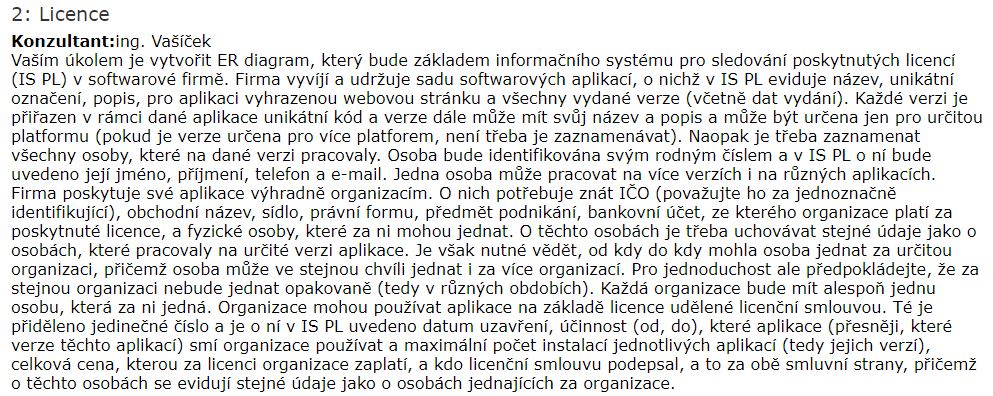 2: Licence
Konzultant:ing. Vašíček
Vaším úkolem je vytvořit ER diagram, který bude základem informačního systému pro sledování poskytnutých licencí
(IS PL) v softwarové firmě. Firma vyvíjí a udržuje sadu softwarových aplikací, o nichž v IS PL eviduje název, unikátní
označení, popis, pro aplikaci vyhrazenou webovou stránku a všechny vydané verze (včetně dat vydání). Každé verzi je
přiřazen v rámci dané aplikace unikátní kód a verze dále může mít svůj název a popis a může být určena jen pro určitou
platformu (pokud je verze určena pro více platforem, není třeba je zaznamenávat). Naopak je třeba zaznamenat
všechny osoby, které na dané verzi pracovaly. Osoba bude identifikována svým rodným číslem a v IS PL o ní bude
uvedeno její jméno, příjmení, telefon a e-mail. Jedna osoba může pracovat na více verzích i na různých aplikacích.
Firma poskytuje své aplikace výhradně organizacím. O nich potřebuje znát IČO (považujte ho za jednoznačně
identifikující), obchodní název, sídlo, právní formu, předmět podnikání, bankovní účet, ze kterého organizace platí za
poskytnuté licence, a fyzické osoby, které za ni mohou jednat. O těchto osobách je třeba uchovávat stejné údaje jako o
osobách, které pracovaly na určité verzi aplikace. Je však nutné vědět, od kdy do kdy mohla osoba jednat za určitou
organizaci, přičemž osoba může ve stejnou chvíli jednat i za více organizací. Pro jednoduchost ale předpokládejte, že za
stejnou organizaci nebude jednat opakovaně (tedy v různých obdobích). Každá organizace bude mít alespoň jednu
osobu, která za ni jedná. Organizace mohou používat aplikace na základě licence udělené licenční smlouvou. Té je
přiděleno jedinečné číslo a je o ní v IS PL uvedeno datum uzavření, účinnost (od, do), které aplikace (přesněji, které
verze těchto aplikací) smí organizace používat a maximální počet instalací jednotlivých aplikací (tedy jejich verzí),
celková cena, kterou za licenci organizace zaplatí, a kdo licenční smlouvu podepsal, a to za obě smluvní strany, přičemž
o těchto osobách se evidují stejné údaje jako o osobách jednajících za organizace.